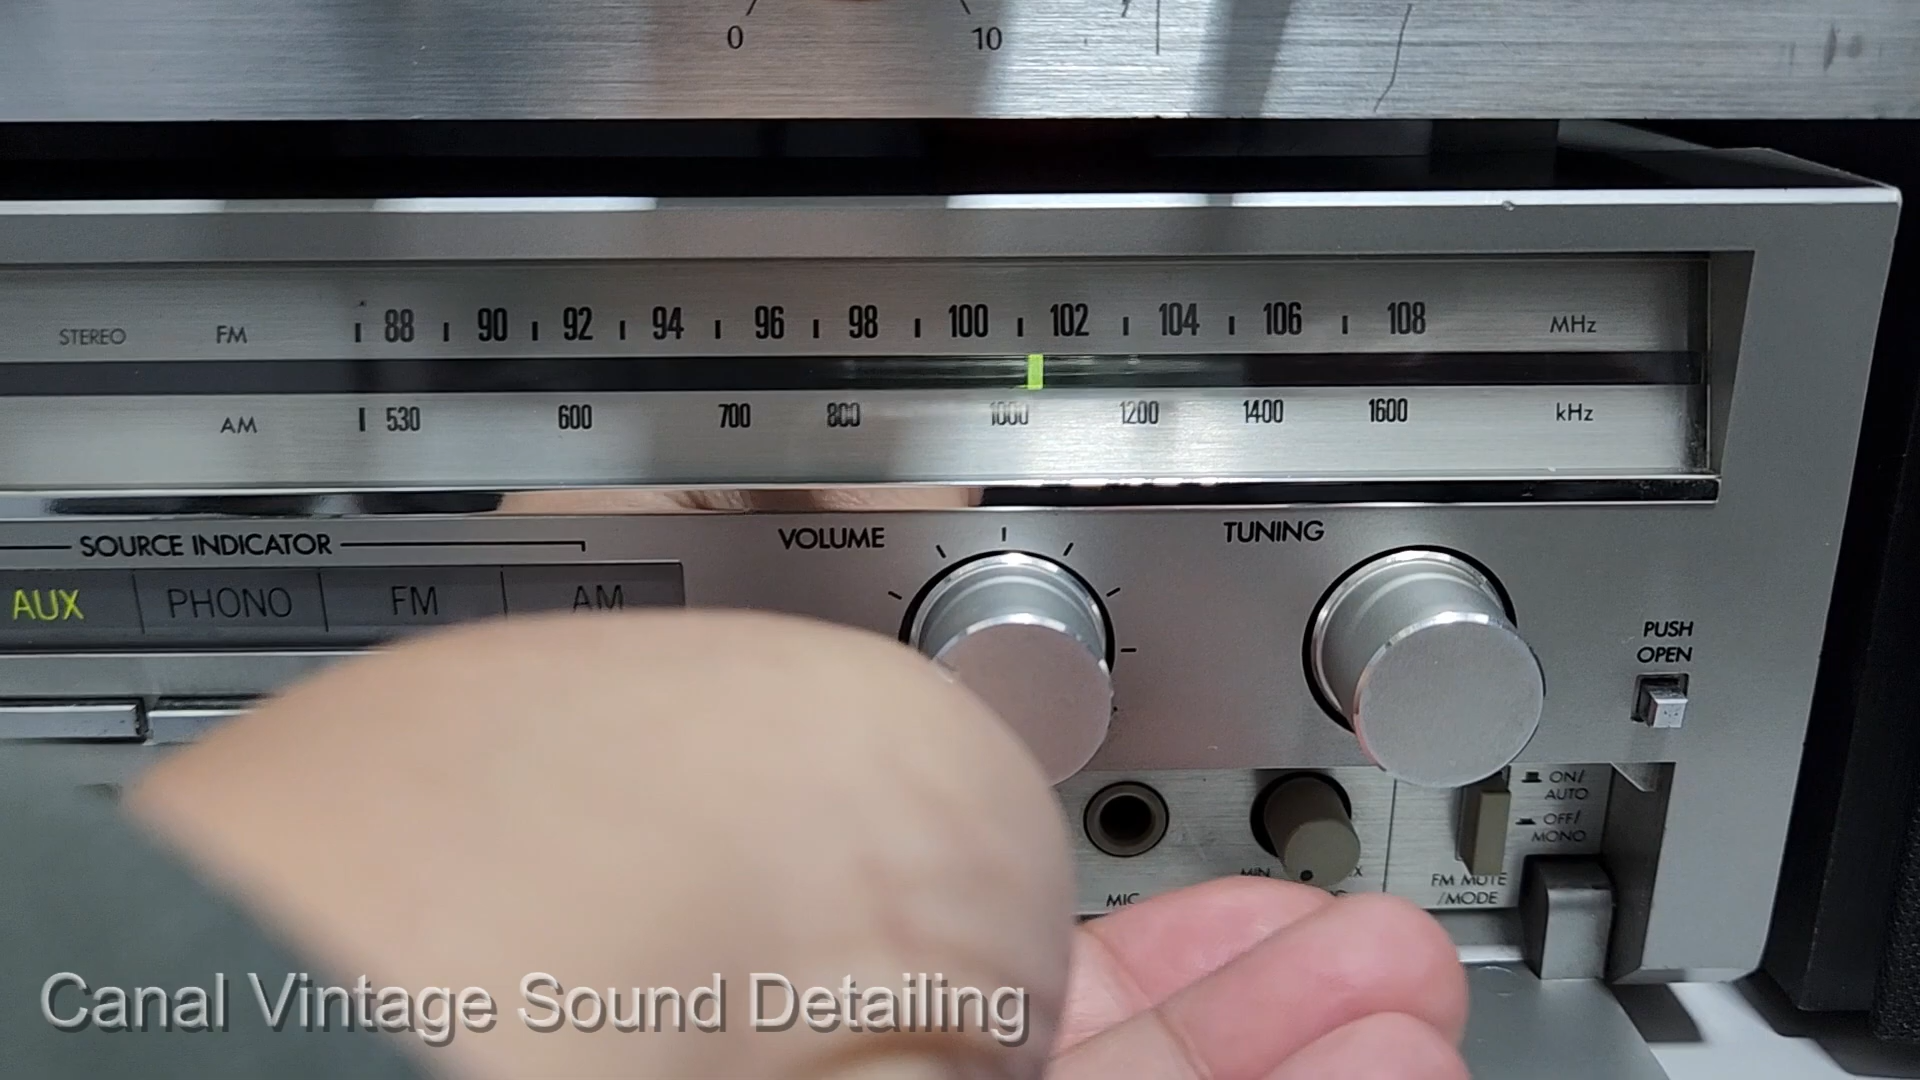 0 10
88 90 92 94 96 98 100 102 104 106 108 MHz
STEREO FM
AM 530 600 700 800 1000 1200 1400 1600 kHz
SOURCE INDICATOR
VOLUME
TUNING
AUX PHONO FM AM
PUSH
OPEN
ON/
AUTO
OFF/
MONO
MIN
FM MUTE
/MODE
MIC
Canal Vintage Sound Detailing